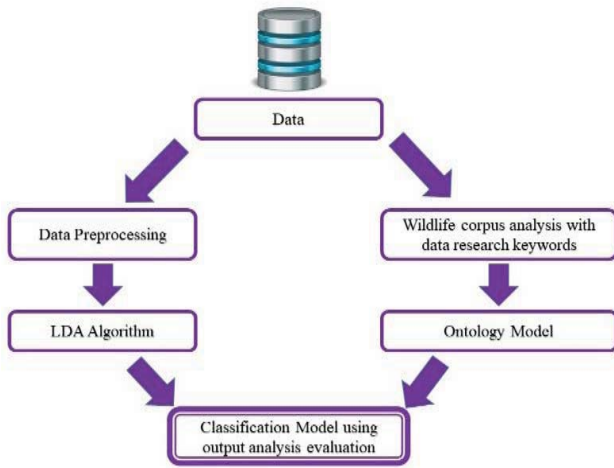 Data
Data Preprocessing
Wildlife corpus analysis with
data research keywords
LDA Algorithm
Ontology Model
Classification Model using
output analysis evaluation